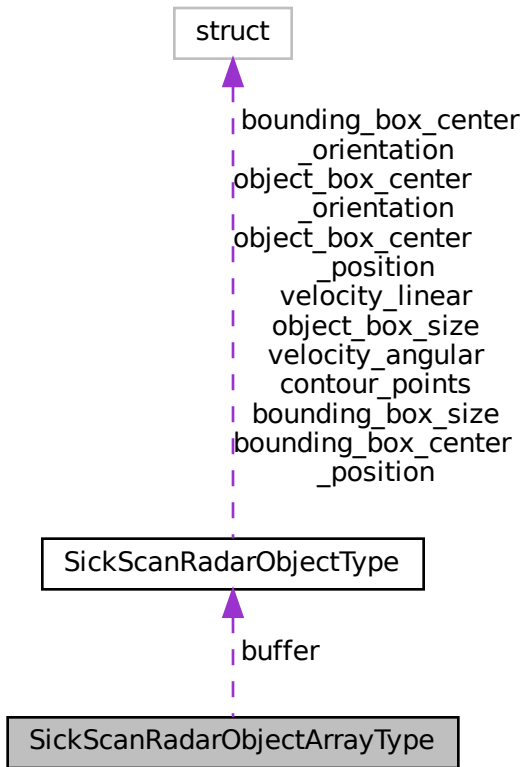 struct
bounding_box_center
_orientation
object_box_center
_orientation
object_box_center
_position
velocity_linear
object_box_size
velocity_angular
contour_points
bounding_box_size
bounding_box_center
_position
SickScanRadarObjectType
buffer
SickScanRadarObjectArrayType